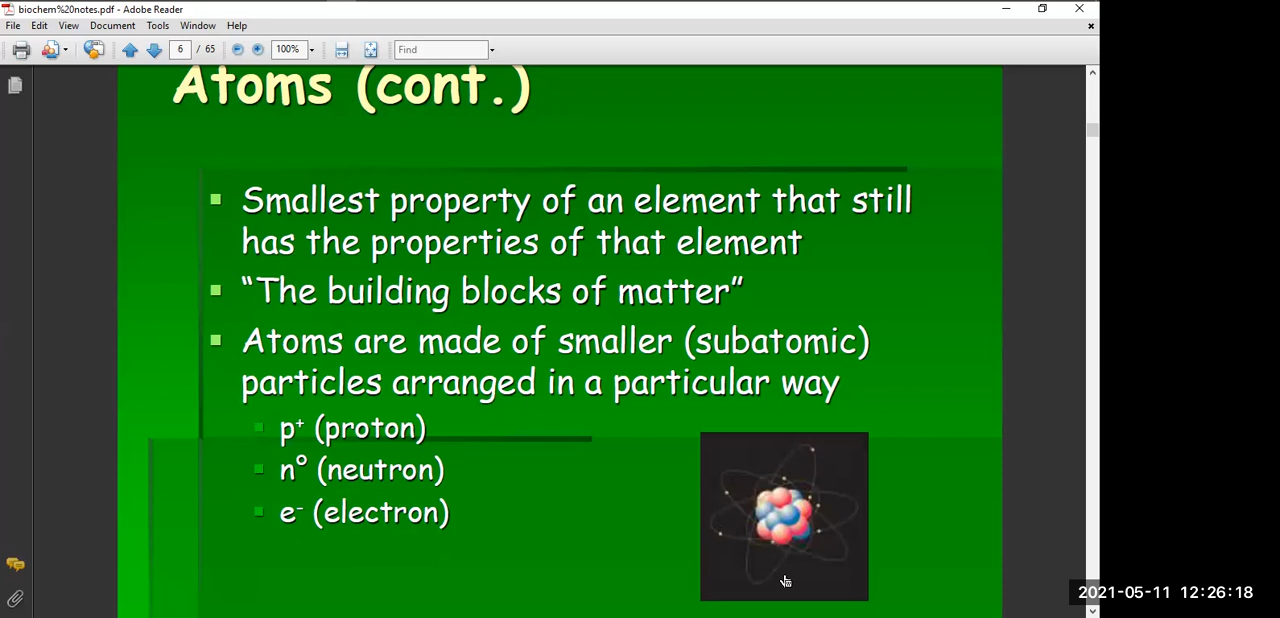 biochem%20notes.pdf - Adobe Reader
File Edit View Document Tools Window Help
6 / 65 100% Find
Atoms (cont.)
Smallest property of an element that still
has the properties of that element
“The building blocks of matter”
Atoms are made of smaller (subatomic)
particles arranged in a particular way
p⁺ (proton)
n° (neutron)
e⁻ (electron)
2021-05-11 12:26:18